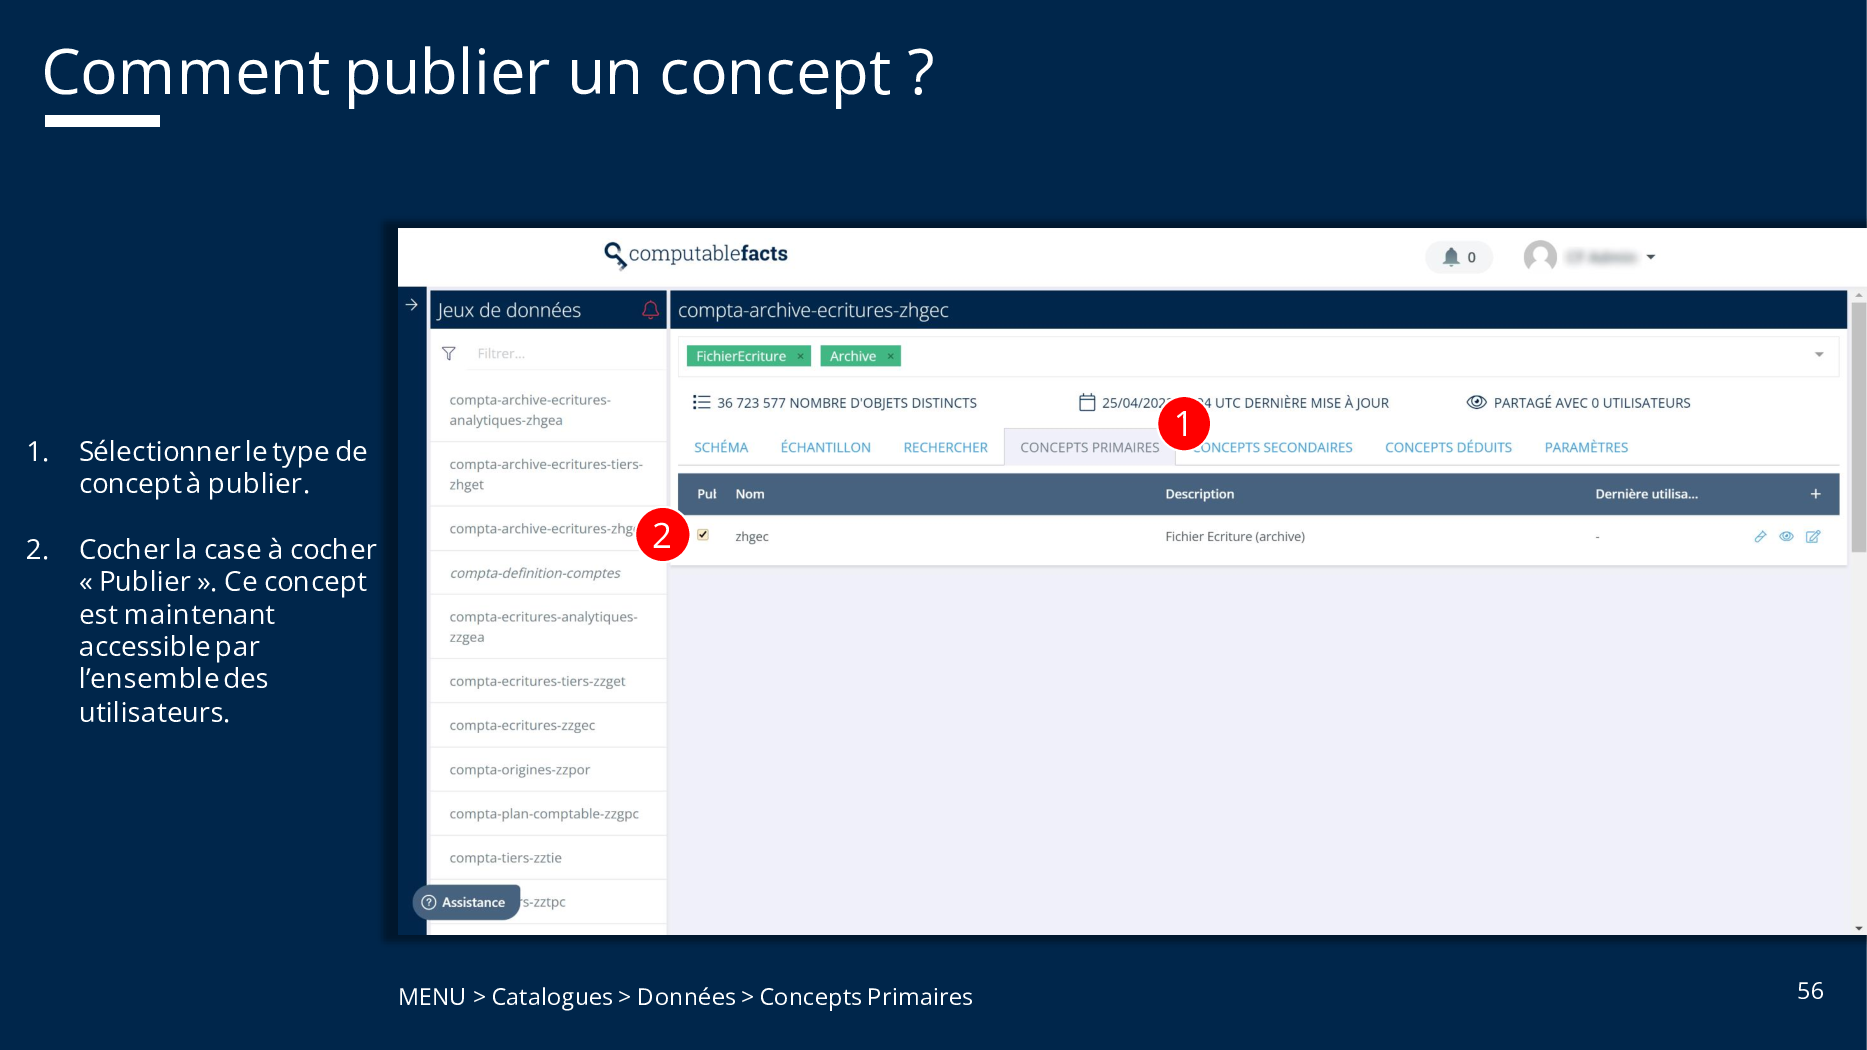 Comment publier un concept ?
1. Sélectionner le type de
concept à publier.
2. Cocher la case à cocher
« Publier ». Ce concept
est maintenant
accessible par
l’ensemble des
utilisateurs.
computablefacts
0
Jeux de données
Filtrer...
compta-archive-ecritures-
analytiques-zhgea
compta-archive-ecritures-tiers-
zhget
compta-archive-ecritures-zhg
compta-definition-comptes
compta-ecritures-analytiques-
zzgea
compta-ecritures-tiers-zzget
compta-ecritures-zzgec
compta-origines-zzpor
compta-plan-comptable-zzgpc
compta-tiers-zztie
rs-zztpc
Assistance
compta-archive-ecritures-zhgec
FichierEcriture × Archive ×
36 723 577 NOMBRE D'OBJETS DISTINCTS 25/04/202 04 UTC DERNIÈRE MISE À JOUR PARTAGÉ AVEC 0 UTILISATEURS
1
SCHÉMA ÉCHANTILLON RECHERCHER CONCEPTS PRIMAIRES CONCEPTS SECONDAIRES CONCEPTS DÉDUITS PARAMÈTRES
Pul Nom Description Dernière utilisa... +
2
zhgec Fichier Ecriture (archive) -
MENU > Catalogues > Données > Concepts Primaires
56